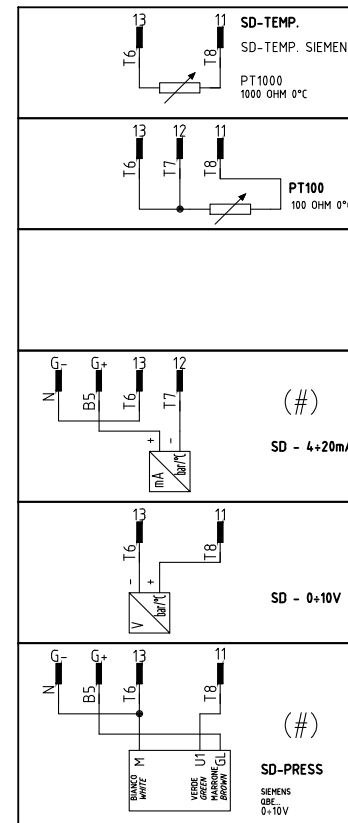 13 11 SD-TEMP.
T6 T8 SD-TEMP. SIEMEN
PT1000
1000 OHM 0°C
13 12 11
T6 T7 T8
PT100
100 OHM 0°
G- G+ 13 12
N B5 T6 T7
(#)
+ -
mA bar/°C
SD - 4÷20mA
13 11
T6 T8
- +
V bar/°C
SD - 0÷10V
G- G+ 13 11
N B5 T6 T8
(#)
M U1 GL
BIANCO VERDE MARRONE
WHITE GREEN BROWN
SD-PRESS
SIEMENS
QBE...
0÷10V